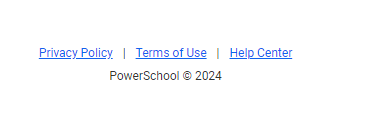 Privacy Policy | Terms of Use | Help Center
PowerSchool © 2024